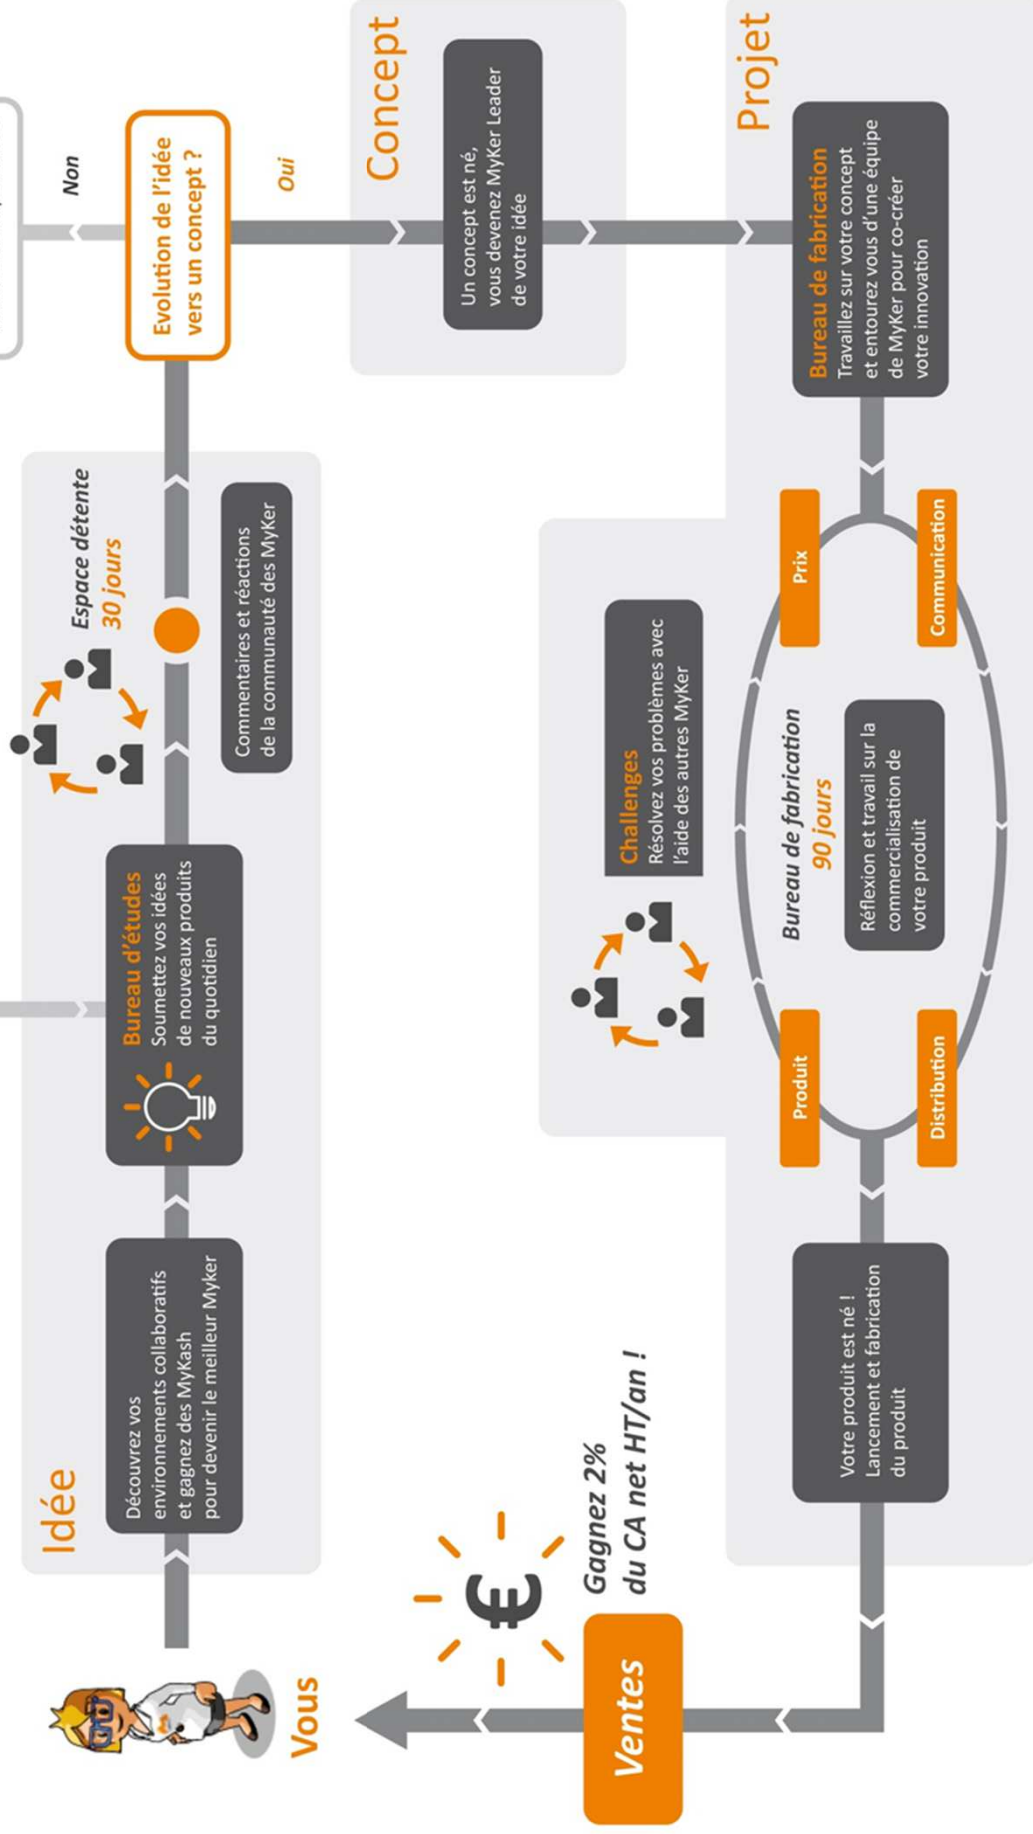 Idée
Vous
Découvrez vos
environnements collaboratifs
et gagnez des MyKash
pour devenir le meilleur Myker
Bureau d'études
Soumettez vos idées
de nouveaux produits
du quotidien
Espace détente
30 jours
Commentaires et réactions
de la communauté des MyKer
Evolution de l'idée
vers un concept ?
Non
Oui
Concept
Un concept est né,
vous devenez MyKer Leader
de votre idée
Projet
Bureau de fabrication
Travaillez sur votre concept
et entourez vous d'une équipe
de MyKer pour co-créer
votre innovation
Prix
Communication
Challenges
Résolvez vos problèmes avec
l'aide des autres MyKer
Bureau de fabrication
90 jours
Réflexion et travail sur la
commercialisation de
votre produit
Produit
Distribution
Votre produit est né !
Lancement et fabrication
du produit
Ventes
€
Gagnez 2%
du CA net HT/an !